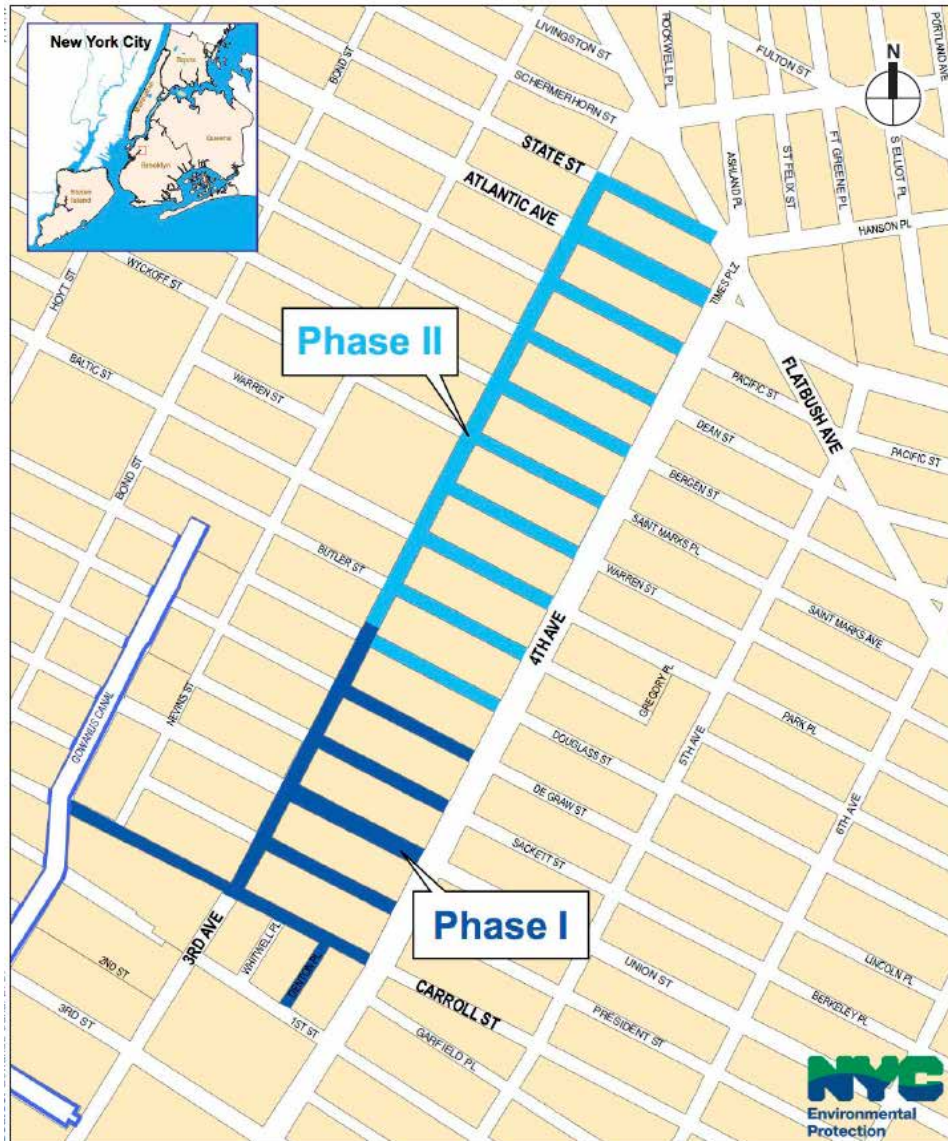 New York City
Bronx
Manhattan
Queens
Brooklyn
Staten
Island
LIVINGSTON ST
ROCKWELL PL
FULTON ST
PORTLAND AVE
BOND ST
SCHERMERHORN ST
N
STATE ST
ATLANTIC AVE
ASHLAND PL
ST FELIX ST
FT GREENE PL
S ELLIOT PL
HANSON PL
TIMES PLZ
HOYT ST
WYCKOFF ST
Phase II
BALTIC ST
WARREN ST
PACIFIC ST
FLATBUSH AVE
DEAN ST
PACIFIC ST
BERGEN ST
BOND ST
SAINT MARKS PL
BUTLER ST
WARREN ST
SAINT MARKS AVE
4TH AVE
GREGORY PL
GOWANUS CANAL
NEVINS ST
PARK PL
5TH AVE
DOUGLASS ST
6TH AVE
DE GRAW ST
SACKETT ST
Phase I
3RD AVE
WHITWELL PL
DENTON PL
2ND ST
3RD ST
1ST ST
CARROLL ST
UNION ST
LINCOLN PL
GARFIELD PL
PRESIDENT ST
BERKELEY PL
NYC
Environmental
Protection